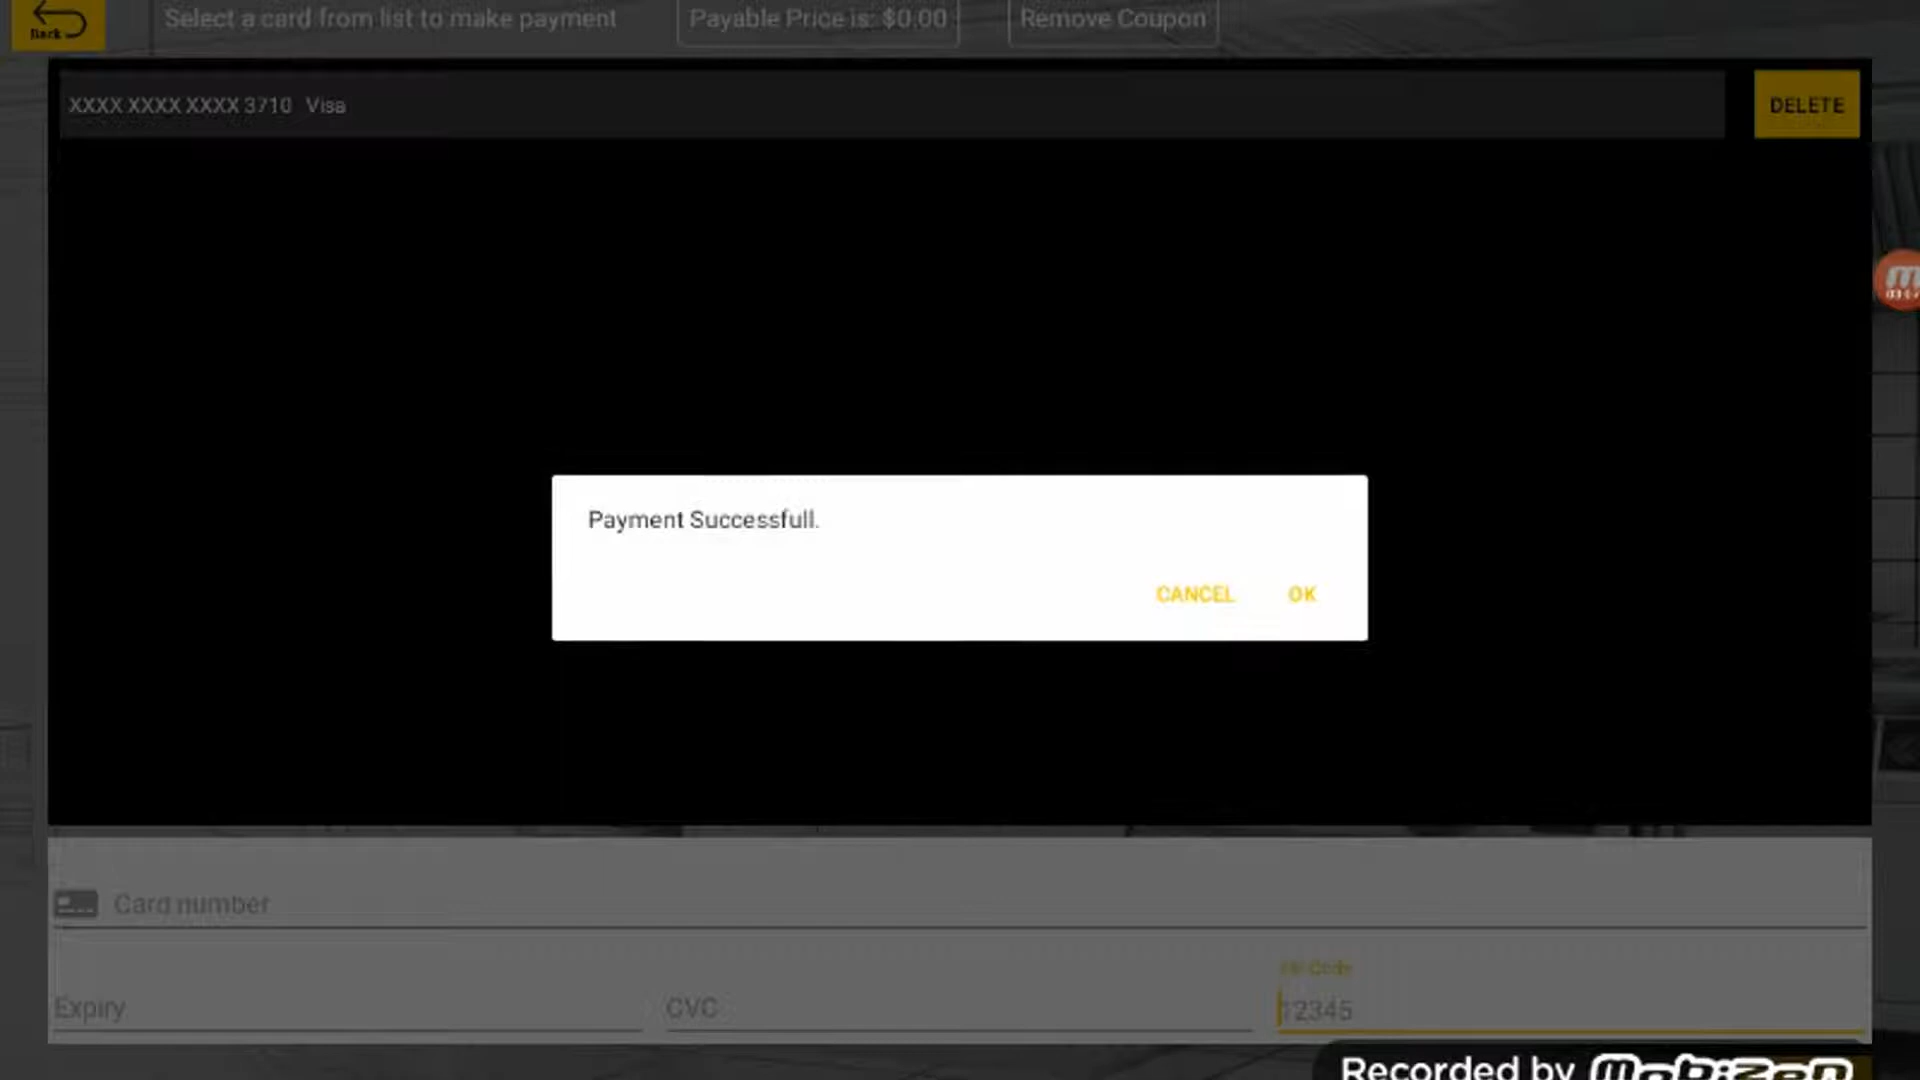 Back
Select a card from list to make payment
Payable Price is: $0.00
Remove Coupon
XXXX XXXX XXXX 3710 Visa
DELETE
Payment Successfull.
CANCEL
OK
Card number
Expiry
CVC
12345
Recorded by Mobizen